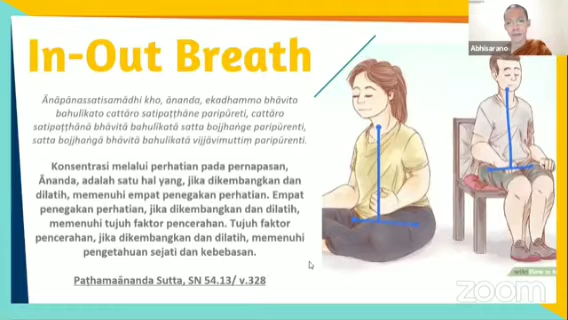 In-Out Breath
Abhisarano
Ānāpānassatisamādhi kho, ānanda, ekadhammo bhāvito
bahulīkato cattāro satipaṭṭhāne paripūreti, cattāro
satipaṭṭhānā bhāvitā bahulīkatā satta bojjhaṅge paripūrenti,
satta bojjhaṅgā bhāvitā bahulīkatā vijjāvimuttiṃ paripūrenti.
Konsentrasi melalui perhatian pada pernapasan,
Ānanda, adalah satu hal yang, jika dikembangkan dan
dilatih, memenuhi empat penegakan perhatian. Empat
penegakan perhatian, jika dikembangkan dan dilatih,
memenuhi tujuh faktor pencerahan. Tujuh faktor
pencerahan, jika dikembangkan dan dilatih, memenuhi
pengetahuan sejati dan kebebasan.
Paṭhamaānanda Sutta, SN 54.13/ v.328
zoom